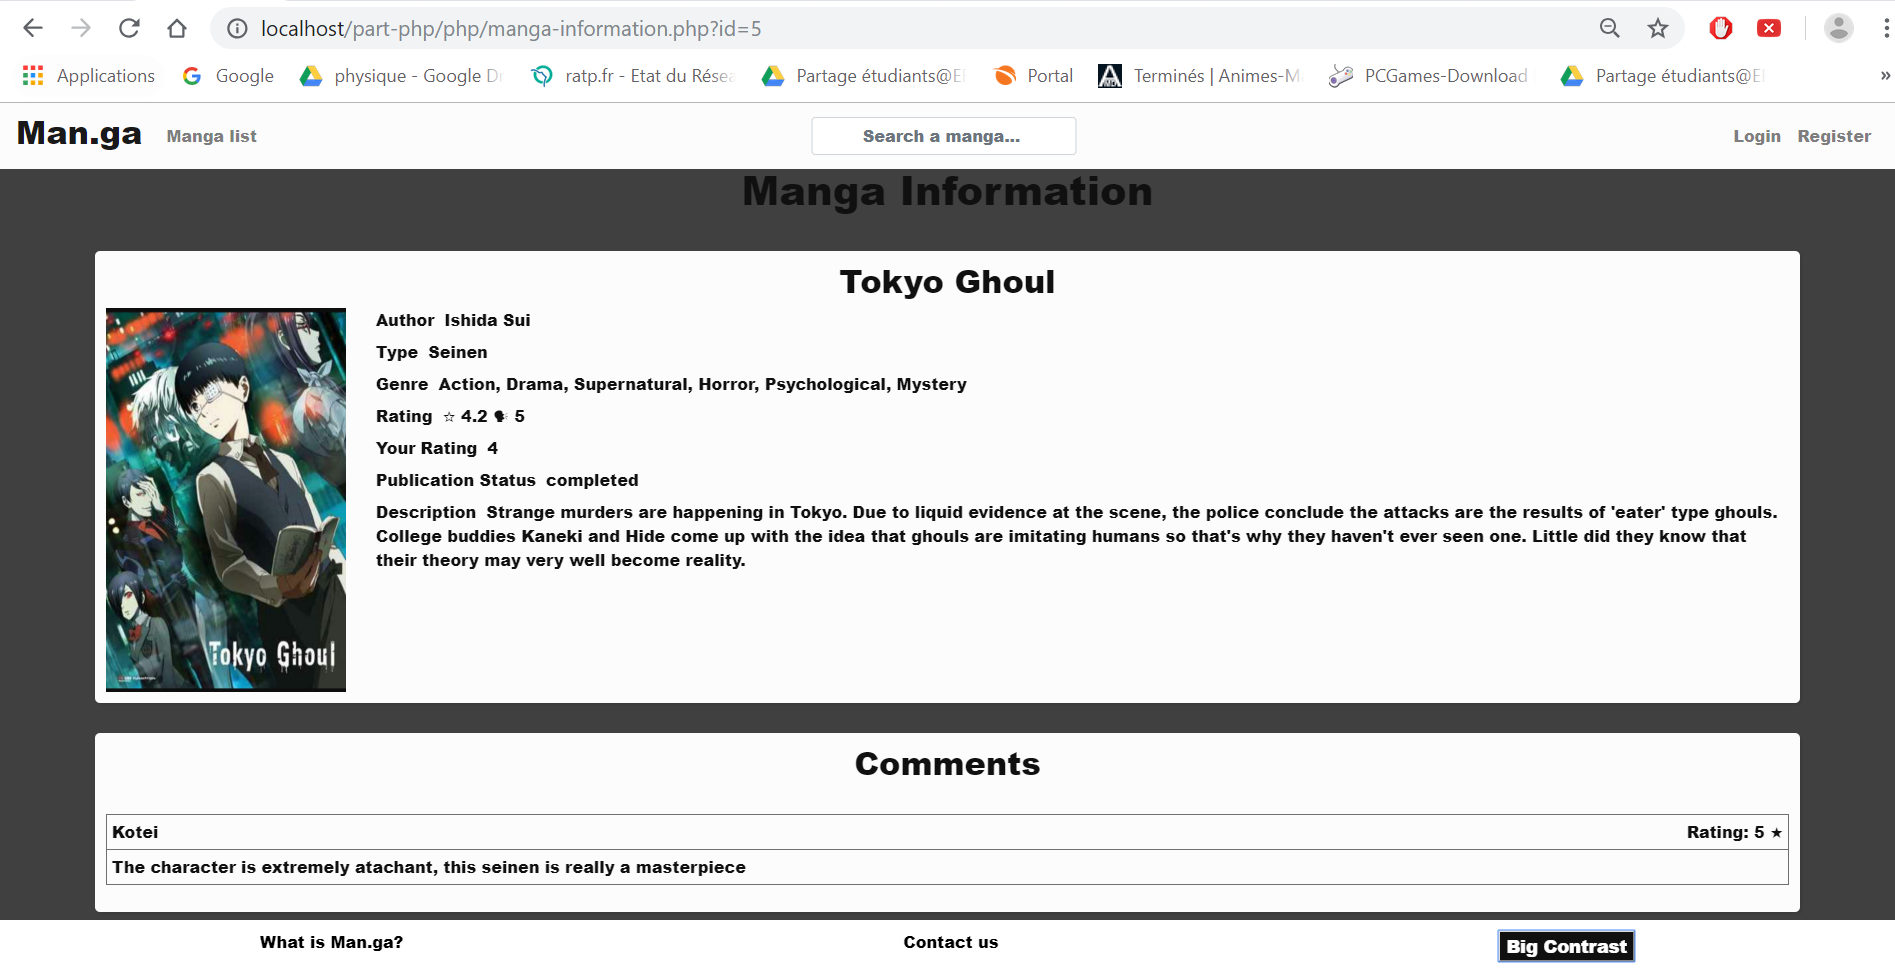 localhost/part-php/php/manga-information.php?id=5
Applications Google physique - Google Dr ratp.fr - Etat du Résea Partage étudiants@E Portal Terminés | Animes-Ma PCGames-Download Partage étudiants@E »
Man.ga Manga list Search a manga... Login Register
Manga Information
Tokyo Ghoul
Author Ishida Sui
Type Seinen
Genre Action, Drama, Supernatural, Horror, Psychological, Mystery
Rating ☆ 4.2 🗣 5
Your Rating 4
Publication Status completed
Description Strange murders are happening in Tokyo. Due to liquid evidence at the scene, the police conclude the attacks are the results of 'eater' type ghouls.
College buddies Kaneki and Hide come up with the idea that ghouls are imitating humans so that's why they haven't ever seen one. Little did they know that
their theory may very well become reality.
Tokyo Ghoul
Comments
Kotei Rating: 5 ★
The character is extremely atachant, this seinen is really a masterpiece
What is Man.ga? Contact us Big Contrast